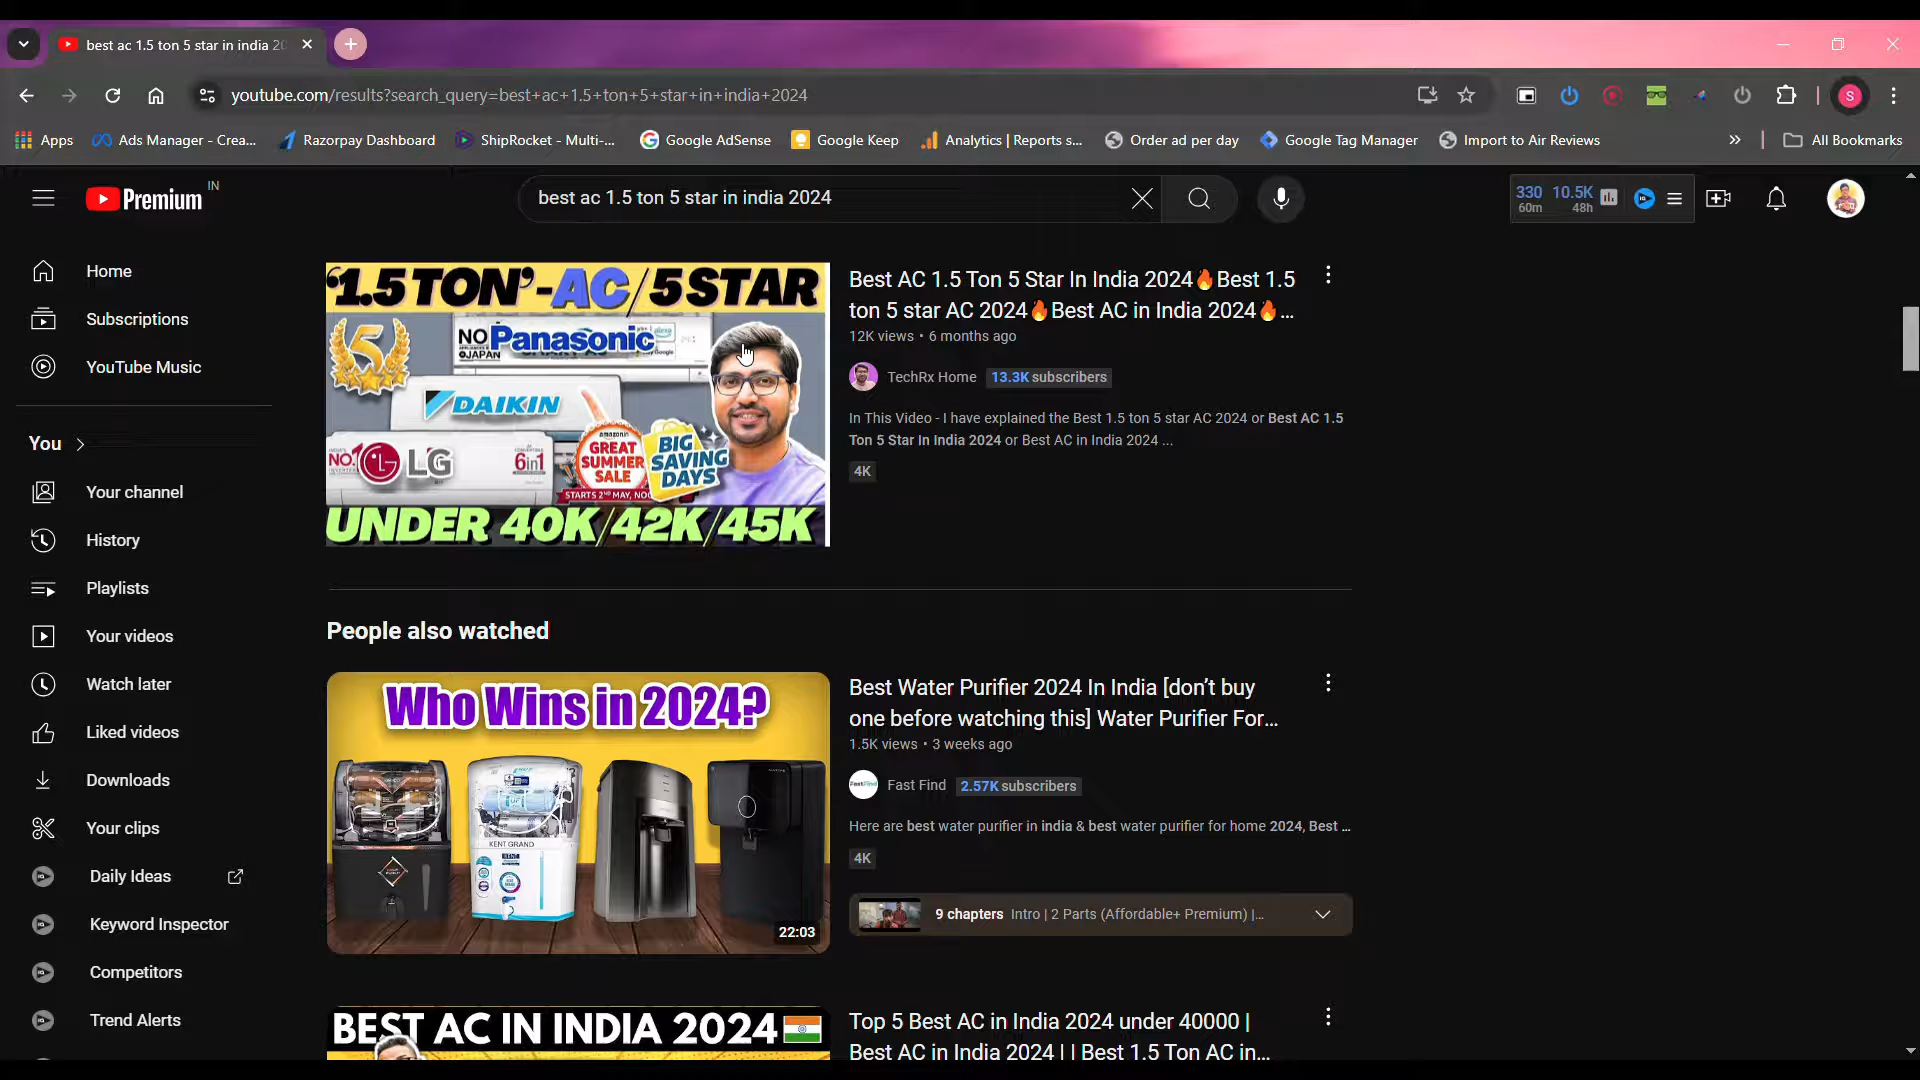 best ac 1.5 ton 5 star in india 20
youtube.com/results?search_query=best+ac+1.5+ton+5+star+in+india+2024
S
Apps
Ads Manager - Crea...
Razorpay Dashboard
ShipRocket - Multi-...
Google AdSense
Google Keep
Analytics | Reports s...
Order ad per day
Google Tag Manager
Import to Air Reviews
All Bookmarks
Premium IN
best ac 1.5 ton 5 star in india 2024
330 10.5K
60m 48h
Home
Subscriptions
YouTube Music
You
Your channel
History
Playlists
Your videos
Watch later
Liked videos
Downloads
Your clips
Daily Ideas
Keyword Inspector
Competitors
Trend Alerts
'1.5 TON'-AC/5 STAR
5
NO Panasonic
JAPAN
DAIKIN
NO.1 LG
6in1
amazon.in
GREAT
SUMMER
SALE
BIG
SAVING
DAYS
UNDER 40K/42K/45K
Best AC 1.5 Ton 5 Star In India 2024🔥Best 1.5
ton 5 star AC 2024🔥Best AC in India 2024🔥...
12K views • 6 months ago
TechRx Home 13.3K subscribers
In This Video - I have explained the Best 1.5 ton 5 star AC 2024 or Best AC 1.5
Ton 5 Star In India 2024 or Best AC in India 2024 ...
4K
People also watched
Who Wins in 2024?
KENT GRAND
22:03
Best Water Purifier 2024 In India [don't buy
one before watching this] Water Purifier For...
1.5K views • 3 weeks ago
Fast Find 2.57K subscribers
Here are best water purifier in india & best water purifier for home 2024, Best ...
4K
9 chapters Intro | 2 Parts (Affordable+ Premium) |...
BEST AC IN INDIA 2024
Top 5 Best AC in India 2024 under 40000 |
Best AC in India 2024 | | Best 1.5 Ton AC in...